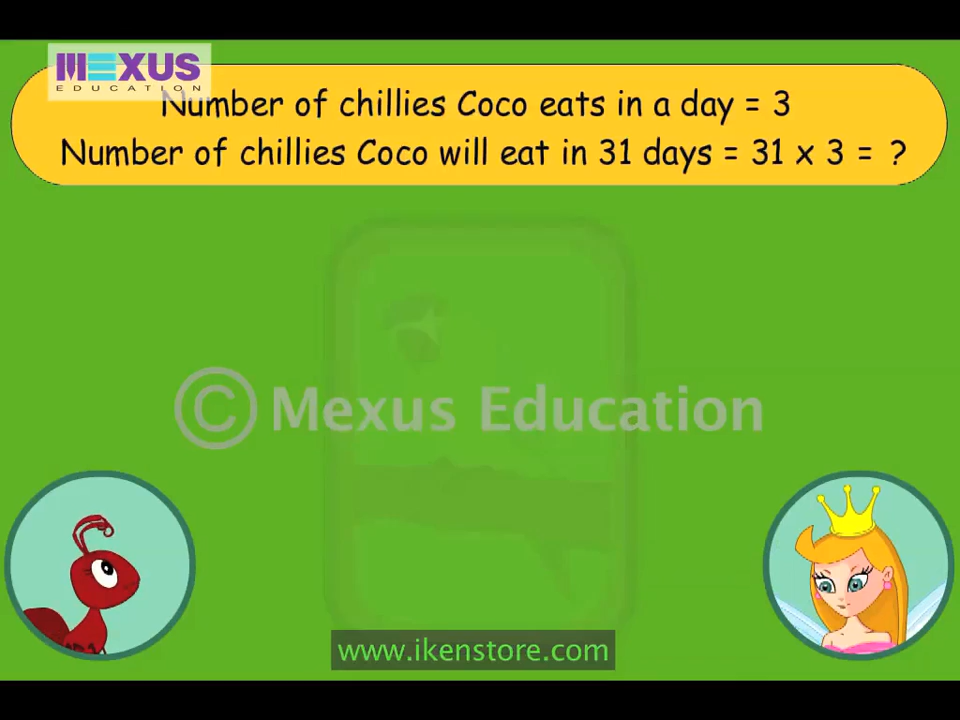 MEXUS
EDUCATION
Number of chillies Coco eats in a day = 3
Number of chillies Coco will eat in 31 days = 31 x 3 = ?
© Mexus Education
www.ikenstore.com